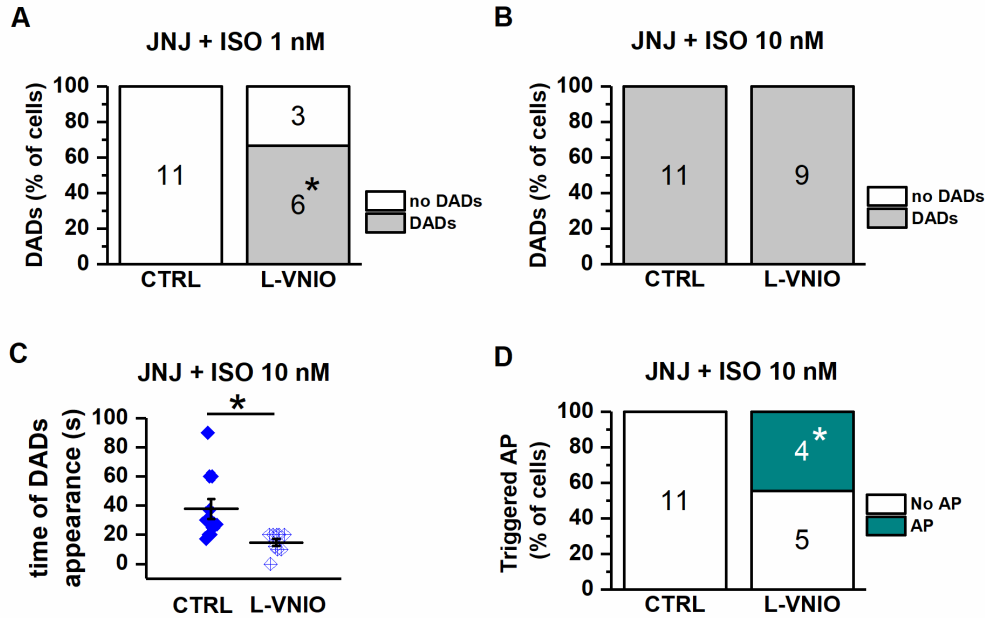 A
JNJ + ISO 1 nM
DADs (% of cells)
100
80
60
40
20
0
11
3
6 *
CTRL
L-VNIO
no DADs
DADs
B
JNJ + ISO 10 nM
DADs (% of cells)
100
80
60
40
20
0
11
9
CTRL
L-VNIO
no DADs
DADs
C
JNJ + ISO 10 nM
time of DADs
appearance (s)
100
80
60
40
20
0
*
CTRL
L-VNIO
D
JNJ + ISO 10 nM
Triggered AP
(% of cells)
100
80
60
40
20
0
11
4 *
5
CTRL
L-VNIO
No AP
AP